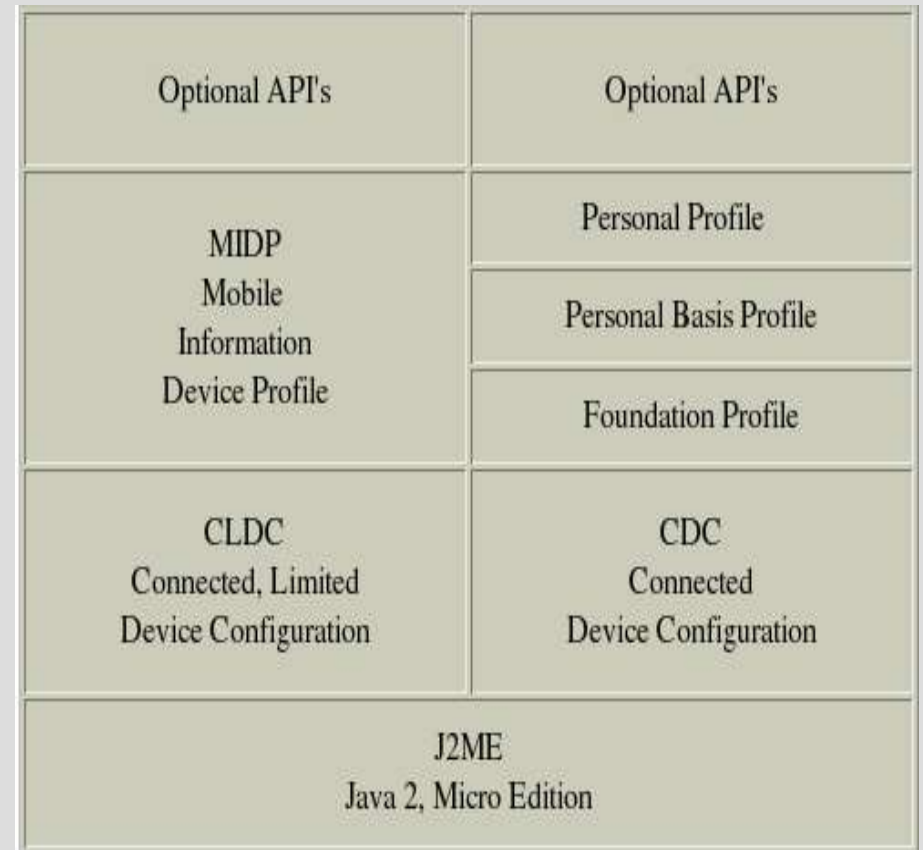 Optional API's
Optional API's
MIDP
Mobile
Information
Device Profile
Personal Profile
Personal Basis Profile
Foundation Profile
CLDC
Connected, Limited
Device Configuration
CDC
Connected
Device Configuration
J2ME
Java 2, Micro Edition